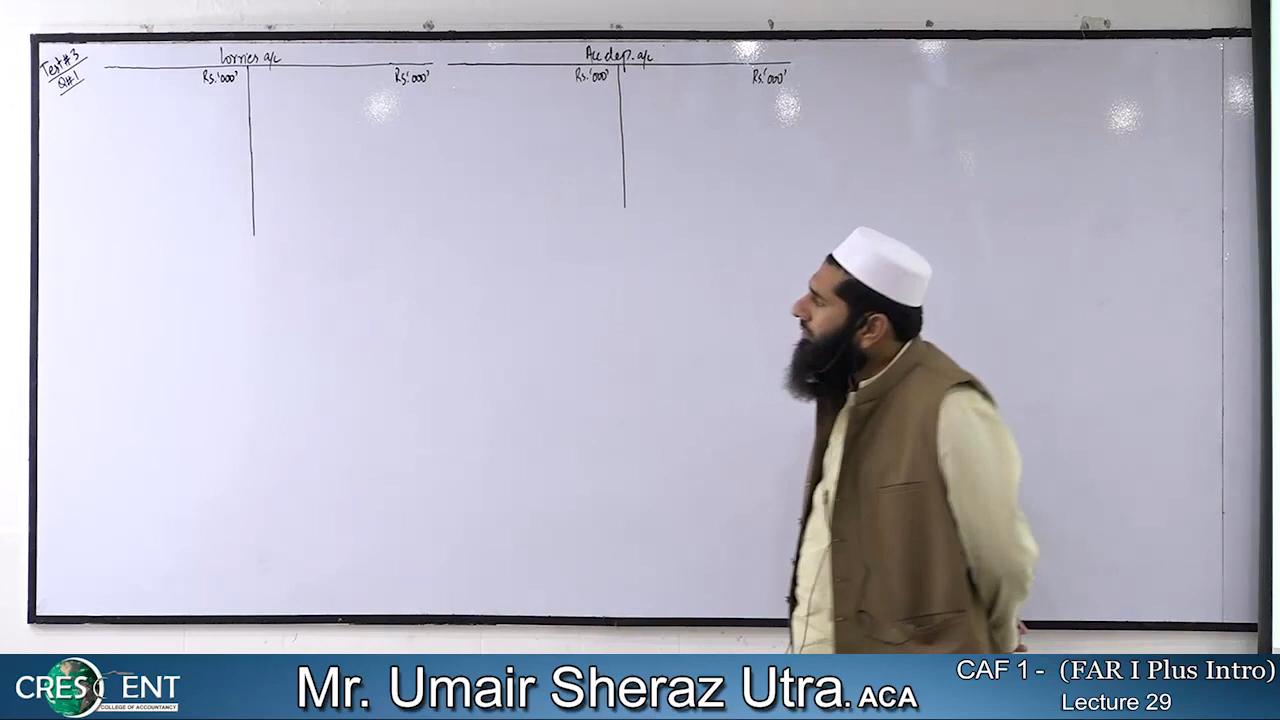 Test#3
Q#1
Lorries a/c
Acc dep. a/c
Rs.'000'
Rs.'000'
Rs.'000'
Rs.'000'
CRESCENT
COLLEGE OF ACCOUNTANCY
Mr. Umair Sheraz Utra. ACA
CAF 1 - (FAR I Plus Intro)
Lecture 29